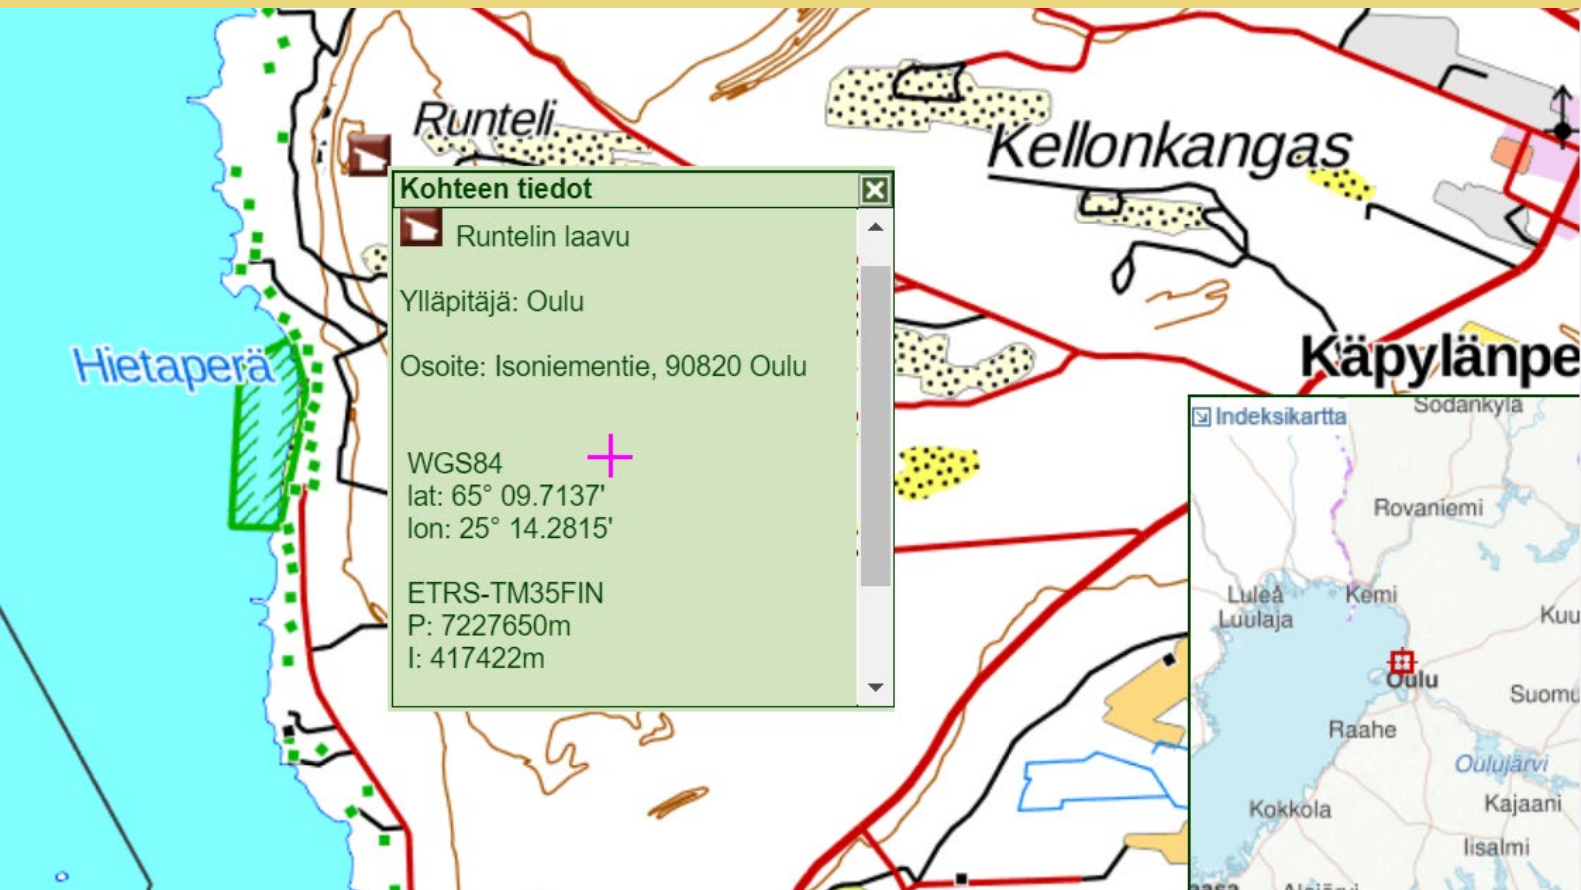 Runteli
Kellonkangas
Kohteen tiedot
Runtelin laavu
Ylläpitäjä: Oulu
Osoite: Isoniementie, 90820 Oulu
WGS84
lat: 65° 09.7137'
lon: 25° 14.2815'
ETRS-TM35FIN
P: 7227650m
I: 417422m
Hietaperä
Käpylänpe
Indeksikartta
Sodankylä
Rovaniemi
Luleå
Luulaja
Kemi
Kuu
Oulu
Suomu
Raahe
Oulujärvi
Kokkola
Kajaani
Iisalmi